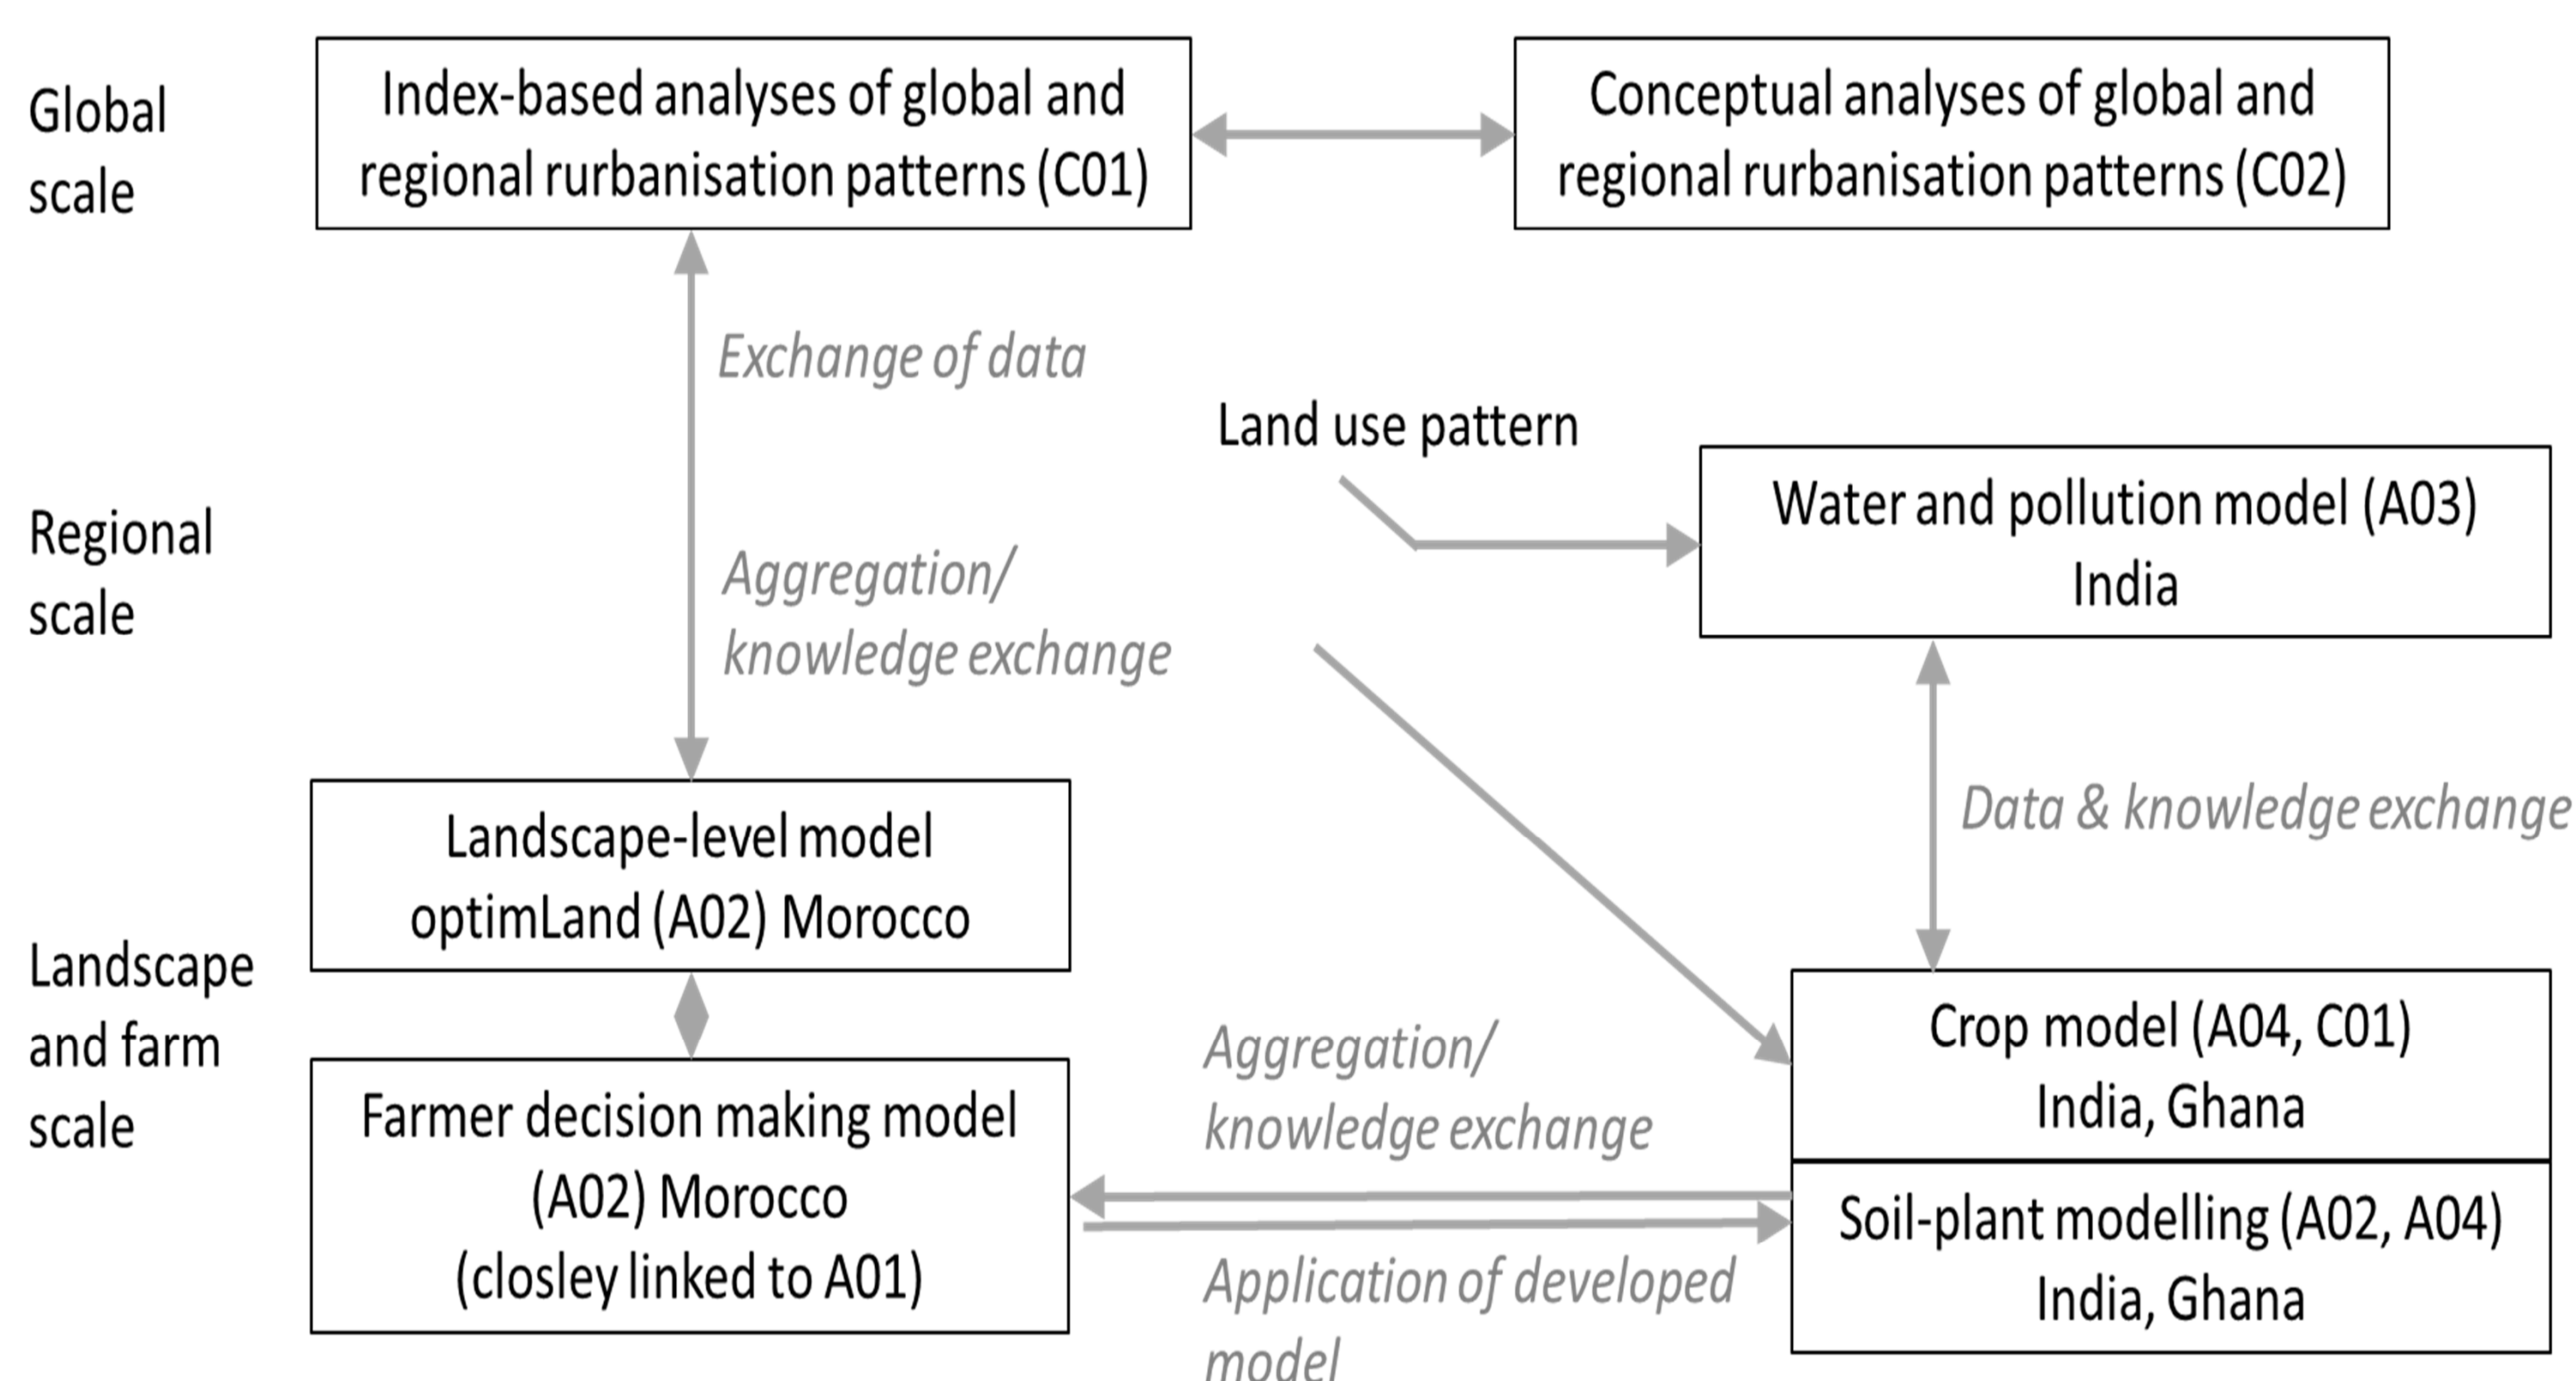 Global
scale
Index-based analyses of global and
regional rurbanisation patterns (C01)
Conceptual analyses of global and
regional rurbanisation patterns (C02)
Exchange of data
Land use pattern
Regional
scale
Aggregation/
knowledge exchange
Water and pollution model (A03)
India
Landscape-level model
optimLand (A02) Morocco
Data & knowledge exchange
Landscape
and farm
scale
Farmer decision making model
(A02) Morocco
(closley linked to A01)
Aggregation/
knowledge exchange
Application of developed
model
Crop model (A04, C01)
India, Ghana
Soil-plant modelling (A02, A04)
India, Ghana